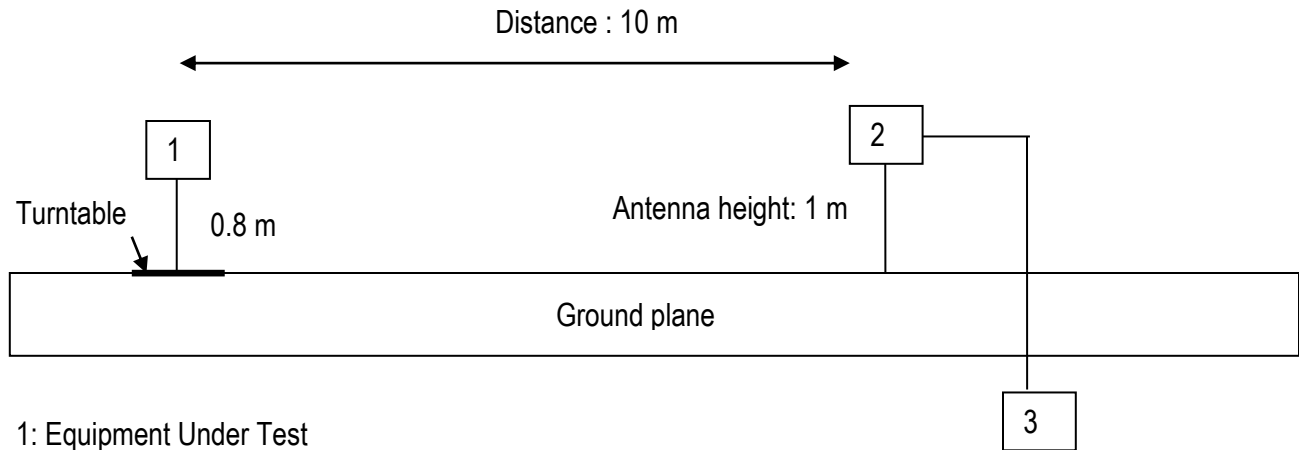 Distance : 10 m
1
2
Turntable
0.8 m
Antenna height: 1 m
Ground plane
3
1: Equipment Under Test